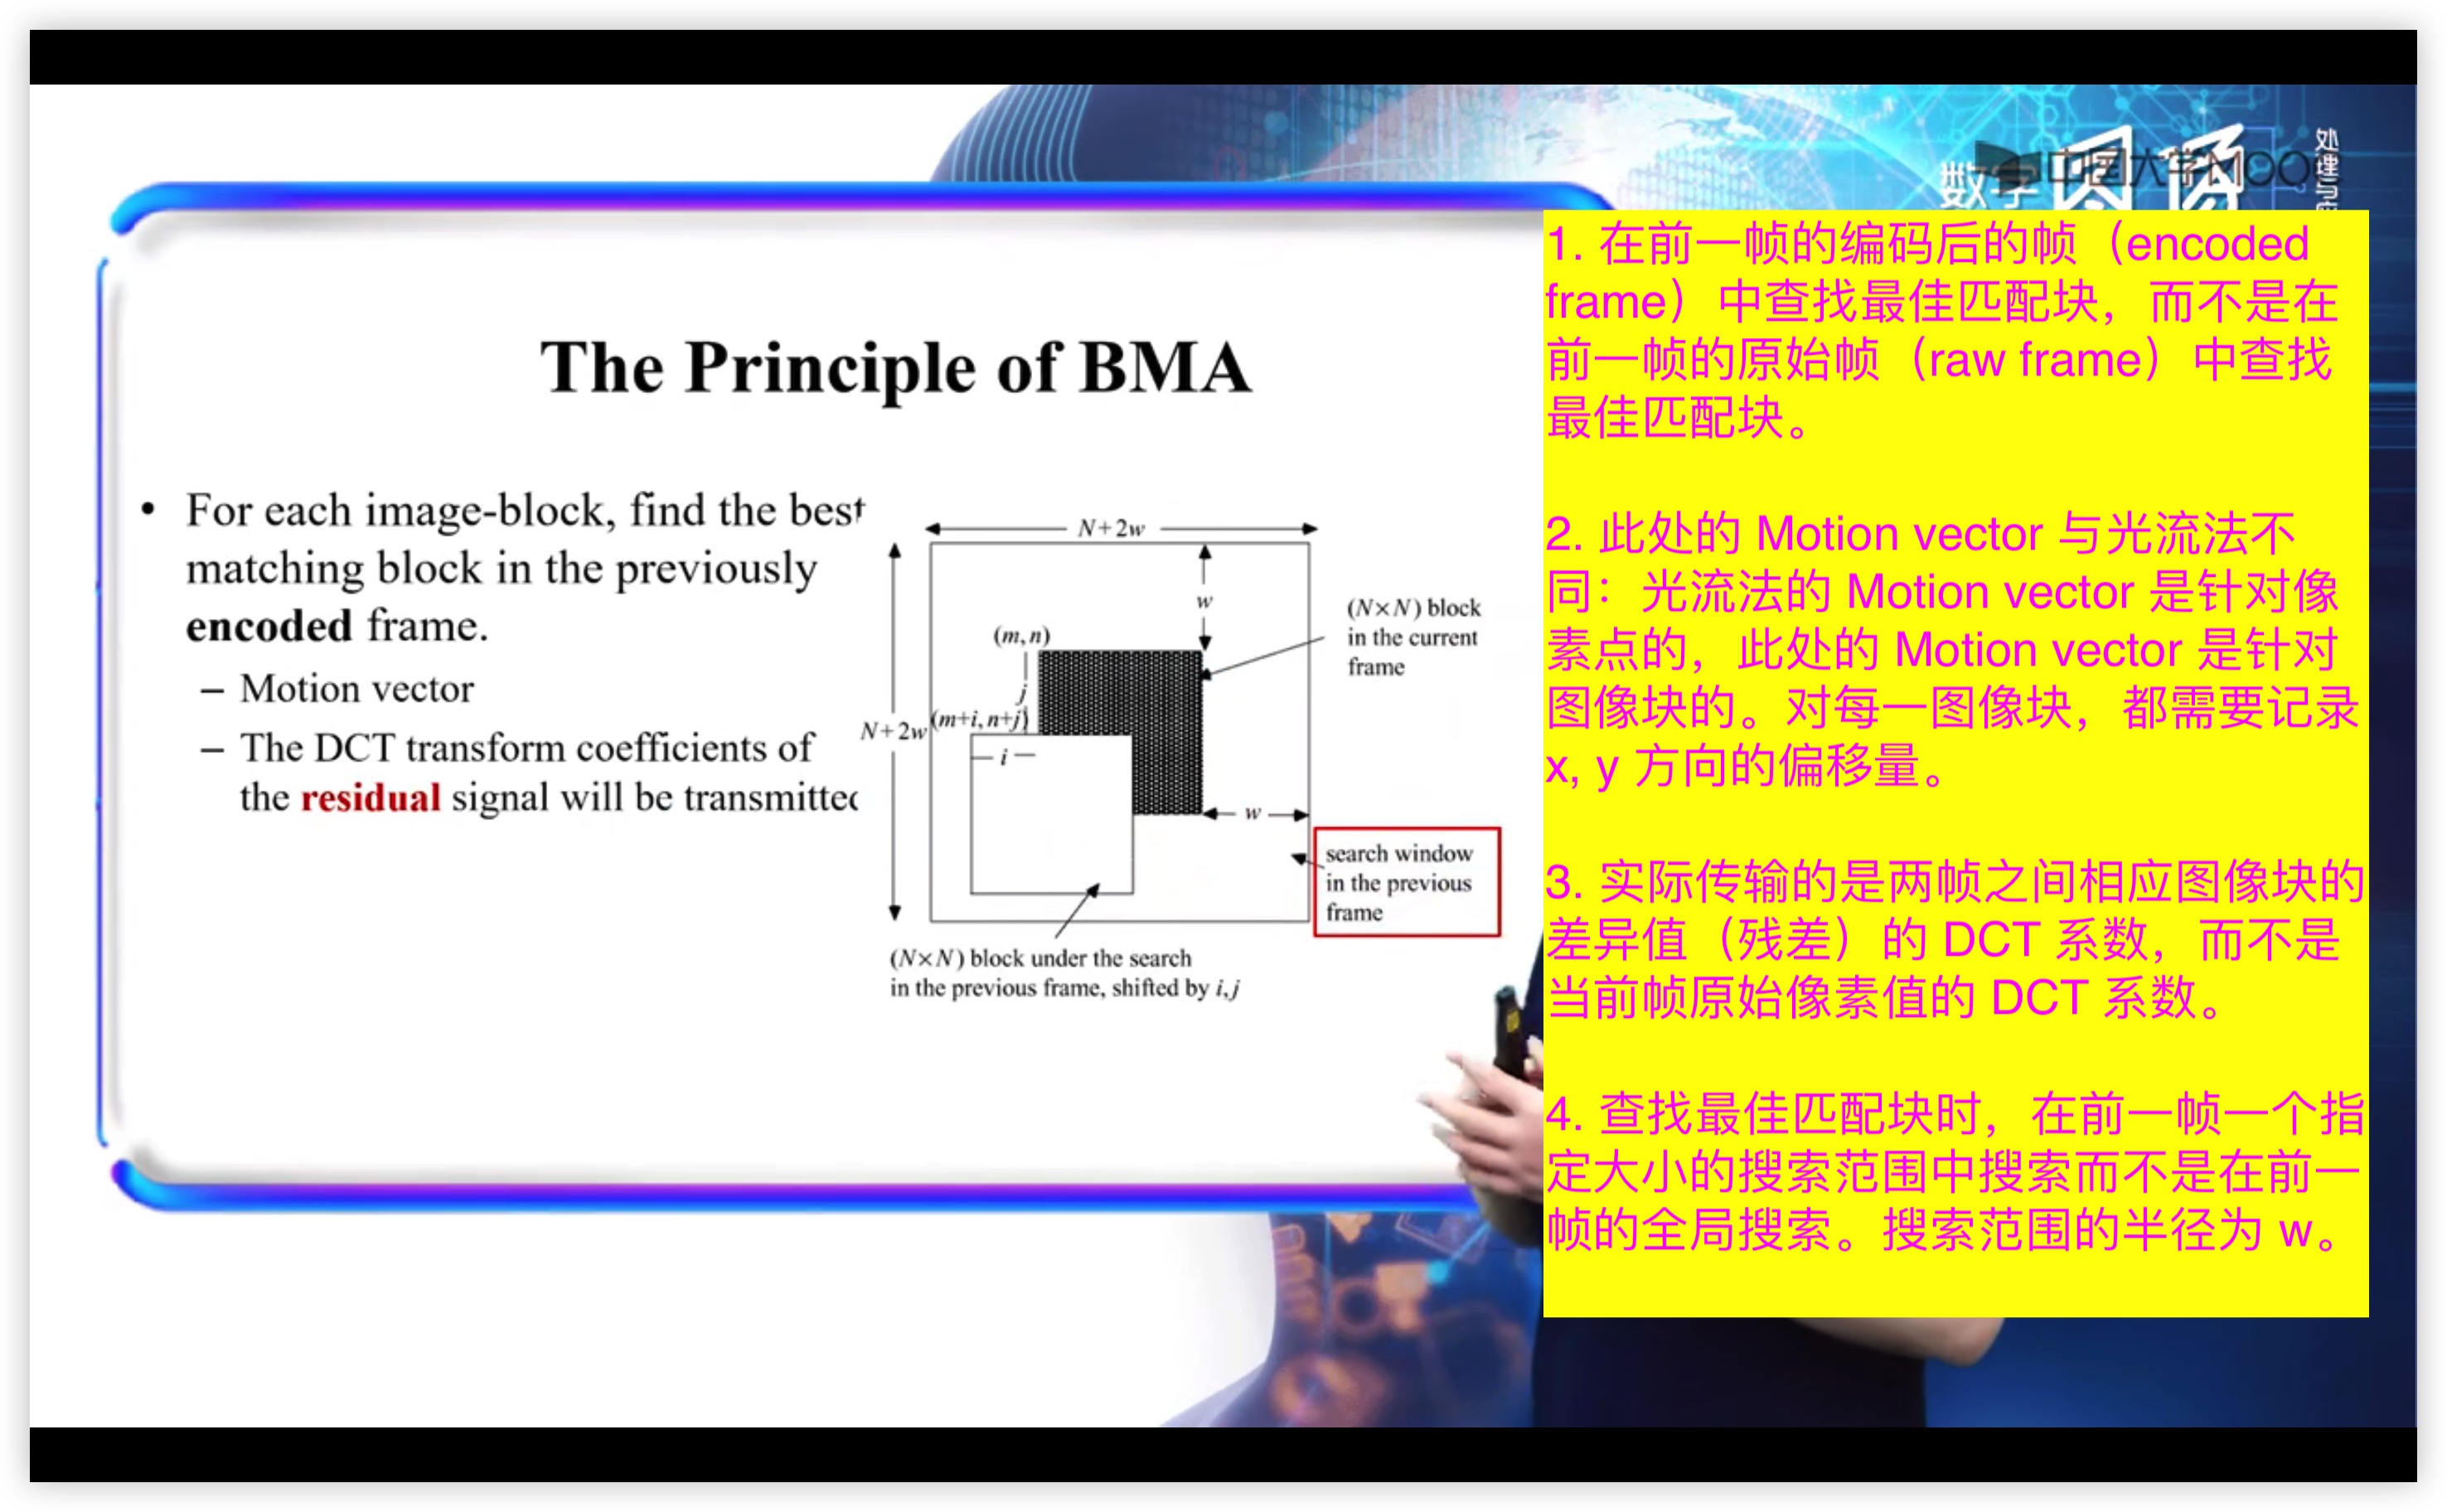 中国大学MOOC
数字图像
处理与应
The Principle of BMA
• For each image-block, find the best
matching block in the previously
encoded frame.
– Motion vector
– The DCT transform coefficients of
the residual signal will be transmitted
N+2w
w
(m, n)
j
N+2w
(m+i, n+j)
i
w
(N×N) block
in the current
frame
search window
in the previous
frame
(N×N) block under the search
in the previous frame, shifted by i,j
1. 在前一帧的编码后的帧（encoded
frame）中查找最佳匹配块，而不是在
前一帧的原始帧（raw frame）中查找
最佳匹配块。
2. 此处的 Motion vector 与光流法不
同：光流法的 Motion vector 是针对像
素点的，此处的 Motion vector 是针对
图像块的。对每一图像块，都需要记录
x, y 方向的偏移量。
3. 实际传输的是两帧之间相应图像块的
差异值（残差）的 DCT 系数，而不是
当前帧原始像素值的 DCT 系数。
4. 查找最佳匹配块时，在前一帧一个指
定大小的搜索范围中搜索而不是在前一
帧的全局搜索。搜索范围的半径为 w。